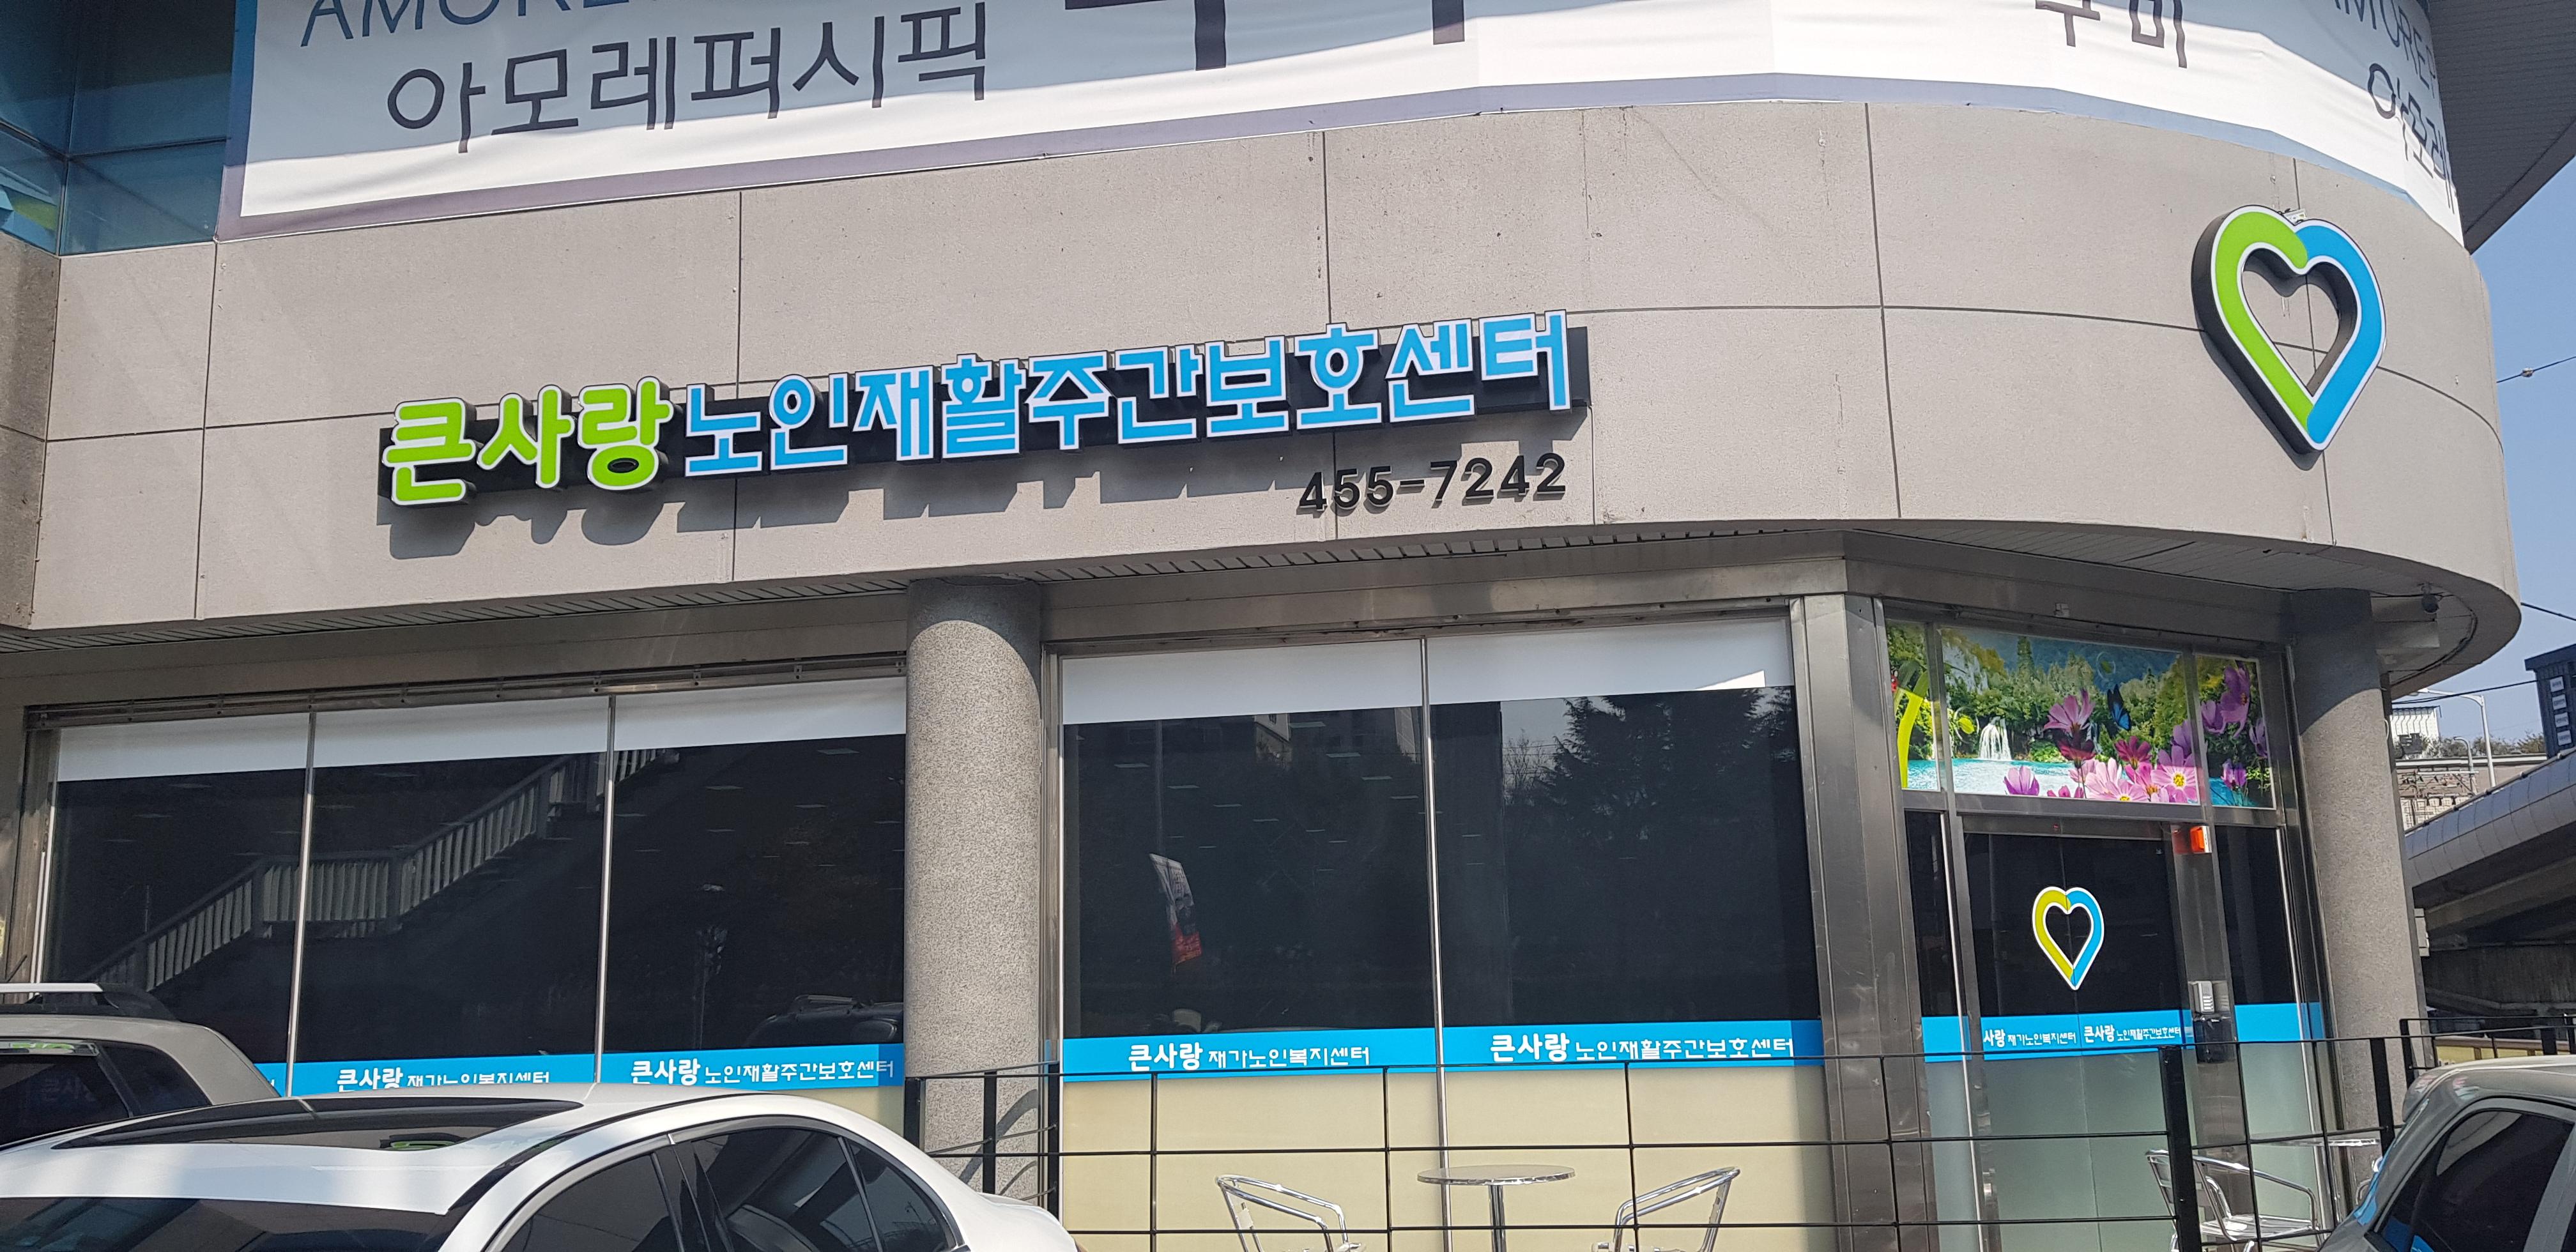 아모레퍼시픽
큰사랑노인재활주간보호센터
455-7242
큰사랑 재가노인복지센터
큰사랑 노인재활주간보호센터
큰사랑 재가노인복지센터
큰사랑 노인재활주간보호센터
사랑 재가노인복지센터 큰사랑 노인재활주간보호센터